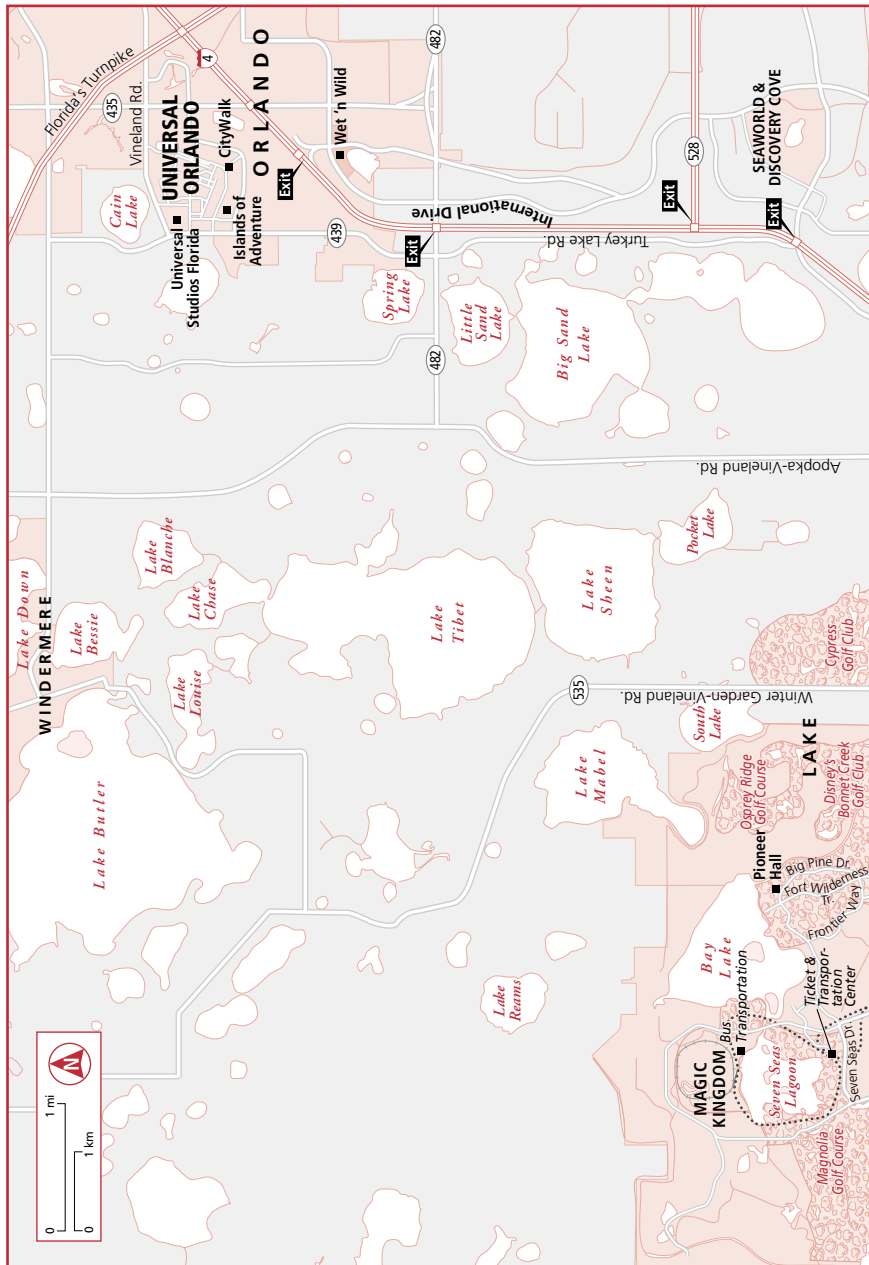 0
1 mi
0
1 km
N
Lake Butler
WINDERMERE
Lake Down
Lake
Bessie
Lake
Blanche
Lake
Chase
Lake
Louise
Lake
Tibet
Lake
Sheen
Pocket
Lake
Lake
Mabel
South
Lake
Lake
Reams
Bay
Lake
Seven Seas
Lagoon
MAGIC
KINGDOM
Bus
Transportation
Ticket &
Transpor-
tation
Center
Seven Seas Dr.
Magnolia
Golf Course
Pioneer
Hall
Big Pine Dr.
Fort Wilderness
Tr.
Frontier Way
Osprey Ridge
Golf Course
Disney's
Bonnet Creek
Golf Club
LAKE
Cypress
Golf Club
535
Winter Garden-Vineland Rd.
Apopka-Vineland Rd.
Cain
Lake
Florida's Turnpike
435
Vineland Rd.
4
UNIVERSAL
ORLANDO
Universal
Studios Florida
CityWalk
Islands of
Adventure
ORLANDO
Wet 'n Wild
Exit
439
482
482
Exit
International Drive
Turkey Lake Rd.
Spring
Lake
Little
Sand
Lake
Big Sand
Lake
528
Exit
Exit
SEAWORLD &
DISCOVERY COVE